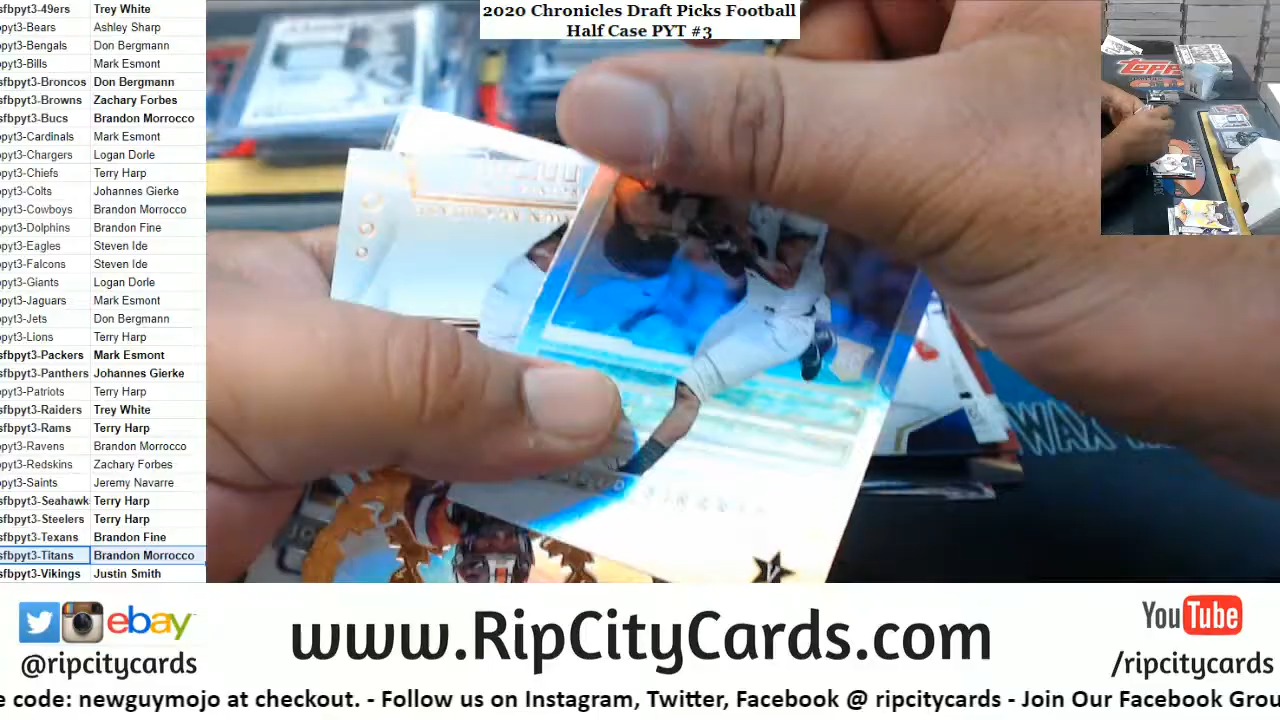 2020 Chronicles Draft Picks Football
Half Case PYT #3
sfbpyt3-49ers Trey White
pyt3-Bears Ashley Sharp
pyt3-Bengals Don Bergmann
pyt3-Bills Mark Esmont
sfbpyt3-Broncos Don Bergmann
sfbpyt3-Browns Zachary Forbes
sfbpyt3-Bucs Brandon Morrocco
pyt3-Cardinals Mark Esmont
pyt3-Chargers Logan Dorle
pyt3-Chiefs Terry Harp
pyt3-Colts Johannes Gierke
pyt3-Cowboys Brandon Morrocco
pyt3-Dolphins Brandon Fine
pyt3-Eagles Steven Ide
pyt3-Falcons Steven Ide
pyt3-Giants Logan Dorle
pyt3-Jaguars Mark Esmont
pyt3-Jets Don Bergmann
pyt3-Lions Terry Harp
sfbpyt3-Packers Mark Esmont
sfbpyt3-Panthers Johannes Gierke
pyt3-Patriots Terry Harp
sfbpyt3-Raiders Trey White
sfbpyt3-Rams Terry Harp
pyt3-Ravens Brandon Morrocco
pyt3-Redskins Zachary Forbes
pyt3-Saints Jeremy Navarre
sfbpyt3-Seahawk Terry Harp
sfbpyt3-Steelers Terry Harp
sfbpyt3-Texans Brandon Fine
sfbpyt3-Titans Brandon Morrocco
sfbpyt3-Vikings Justin Smith
Topp
WAX
ebay
@ripcitycards
www.RipCityCards.com
YouTube
/ripcitycards
e code: newguymojo at checkout. - Follow us on Instagram, Twitter, Facebook @ ripcitycards - Join Our Facebook Grou